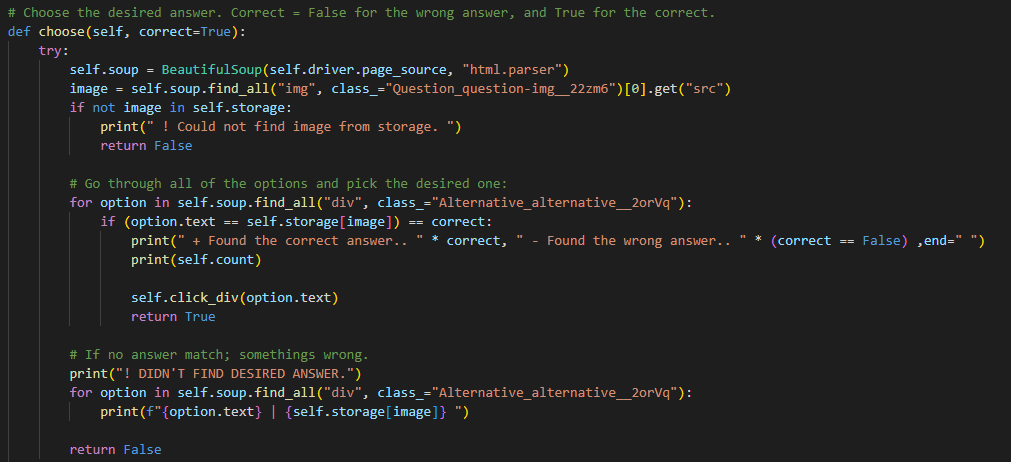 # Choose the desired answer. Correct = False for the wrong answer, and True for the correct.
def choose(self, correct=True):
    try:
        self.soup = BeautifulSoup(self.driver.page_source, "html.parser")
        image = self.soup.find_all("img", class_="Question_question-img__22zm6")[0].get("src")
        if not image in self.storage:
            print(" ! Could not find image from storage. ")
            return False

        # Go through all of the options and pick the desired one:
        for option in self.soup.find_all("div", class_="Alternative_alternative__2orVq"):
            if (option.text == self.storage[image]) == correct:
                print(" + Found the correct answer.. " * correct, " - Found the wrong answer.. " * (correct == False) ,end=" ")
                print(self.count)

                self.click_div(option.text)
                return True

        # If no answer match; somethings wrong.
        print("! DIDN'T FIND DESIRED ANSWER.")
        for option in self.soup.find_all("div", class_="Alternative_alternative__2orVq"):
            print(f"{option.text} | {self.storage[image]} ")

        return False